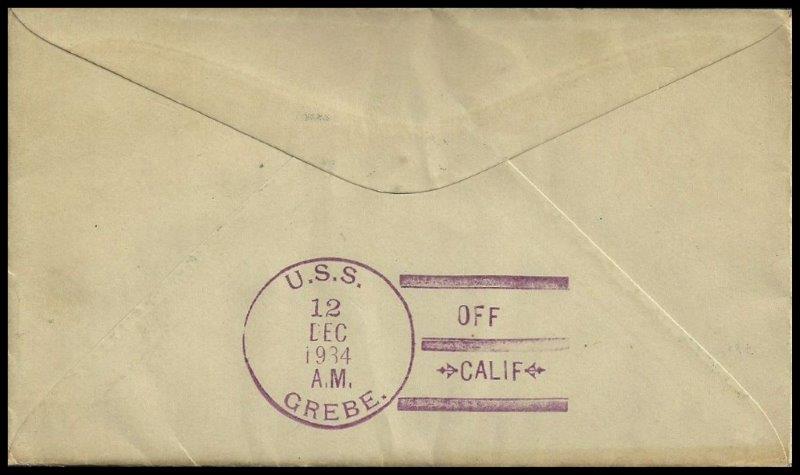 U.S.S.
12
DEC
1934
A.M.
GREBE.
OFF
CALIF